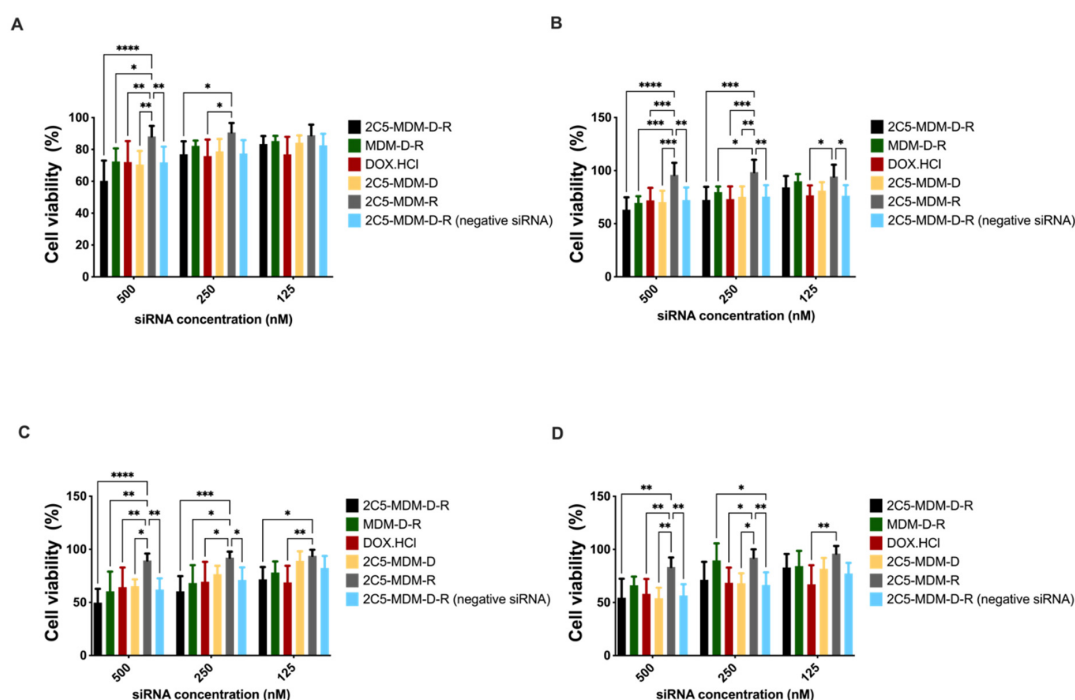 A
****
*
**
**
**
*
*
Cell viability (%)
100
80
60
40
20
0
500
250
125
siRNA concentration (nM)
2C5-MDM-D-R
MDM-D-R
DOX.HCl
2C5-MDM-D
2C5-MDM-R
2C5-MDM-D-R (negative siRNA)
B
****
***
***
**
***
***
***
**
*
**
*
*
Cell viability (%)
150
100
50
0
500
250
125
siRNA concentration (nM)
2C5-MDM-D-R
MDM-D-R
DOX.HCl
2C5-MDM-D
2C5-MDM-R
2C5-MDM-D-R (negative siRNA)
C
****
**
**
**
*
***
*
*
*
*
**
Cell viability (%)
150
100
50
0
500
250
125
siRNA concentration (nM)
2C5-MDM-D-R
MDM-D-R
DOX.HCl
2C5-MDM-D
2C5-MDM-R
2C5-MDM-D-R (negative siRNA)
D
**
**
**
**
*
*
**
*
**
Cell viability (%)
150
100
50
0
500
250
125
siRNA concentration (nM)
2C5-MDM-D-R
MDM-D-R
DOX.HCl
2C5-MDM-D
2C5-MDM-R
2C5-MDM-D-R (negative siRNA)